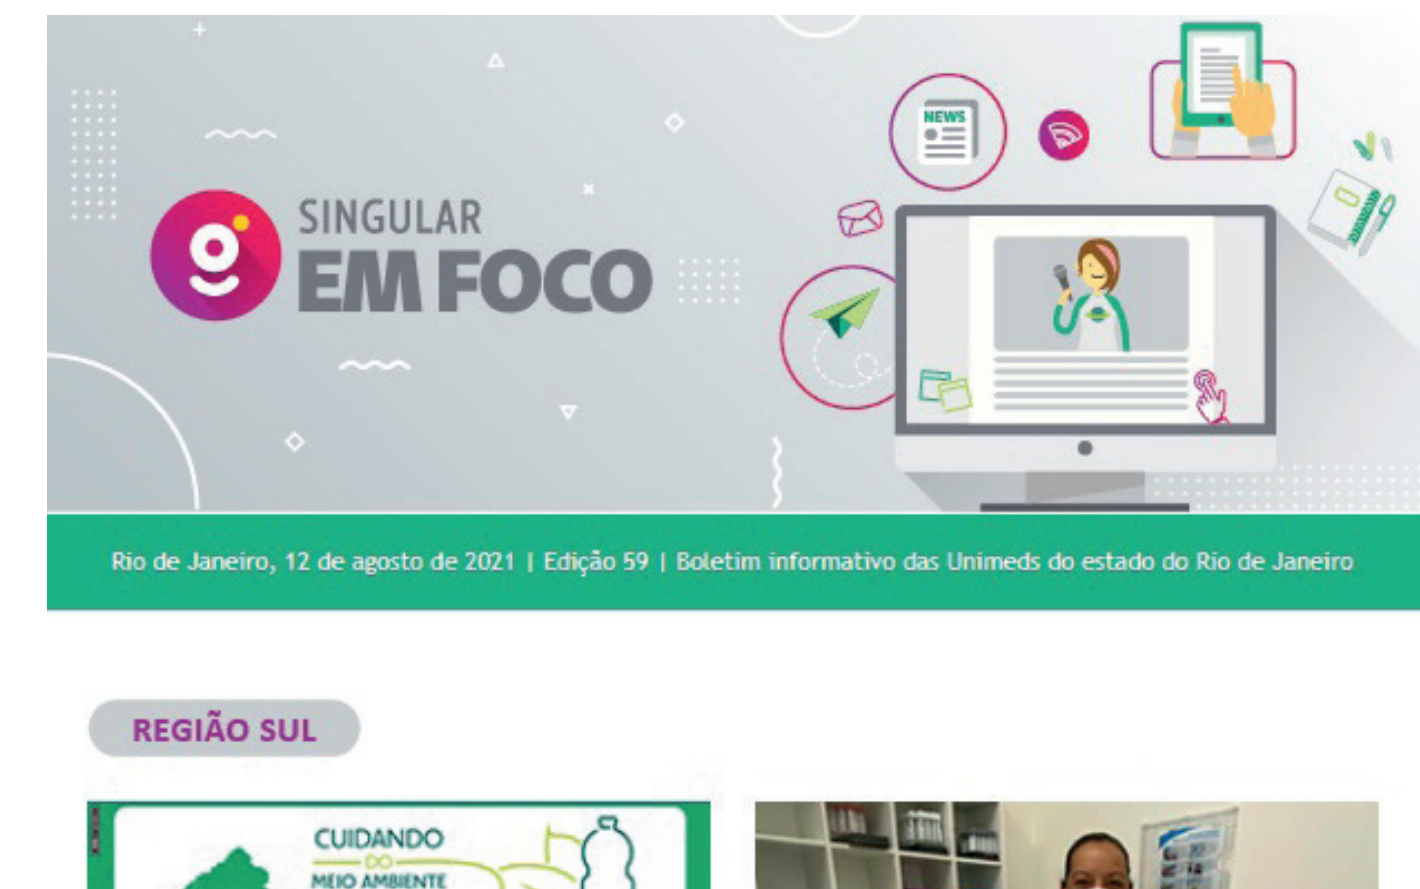 NEWS
SINGULAR
EM FOCO
Rio de Janeiro, 12 de agosto de 2021 | Edição 59 | Boletim informativo das Unimeds do estado do Rio de Janeiro
REGIÃO SUL
CUIDANDO
DO
MEIO AMBIENTE